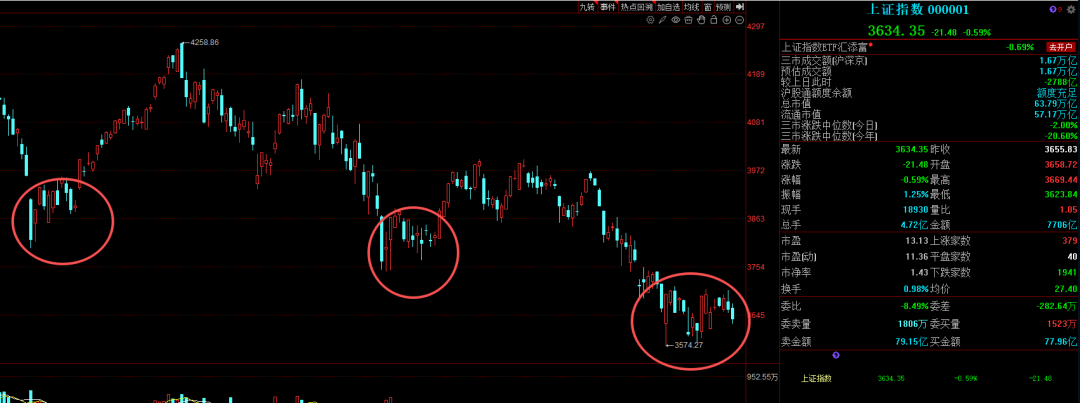 九转 事件 热点回溯 加自选 均线 窗 预测
4297
4258.86
4189
4081
3972
3863
3754
3645
3574.27
952.55万
上证指数 000001
3634.35 -21.48 -0.59%
上证指数ETF汇添富 -0.69% 去开户
三市成交额[沪深京] 1.67万亿
预估成交额 1.67万亿
较上日此时 -2788亿
沪股通额度余额 额度充足
总市值 63.79万亿
流通市值 57.17万亿
三市涨跌中位数[今日] -2.00%
三市涨跌中位数[今年] -20.60%
最新 3634.35 昨收 3655.83
涨跌 -21.48 开盘 3658.72
涨幅 -0.59% 最高 3669.44
振幅 1.25% 最低 3623.84
现手 18930 量比 1.05
总手 4.72亿 金额 7706亿
市盈 13.13 上涨家数 379
市盈[动] 11.36 平盘家数 40
市净率 1.43 下跌家数 1941
换手 0.98% 均价 27.40
委比 -8.49% 委差 -282.64万
委卖量 1806万 委买量 1523万
卖金额 79.15亿 买金额 77.96亿
上证指数 3634.35 -0.59% -21.48